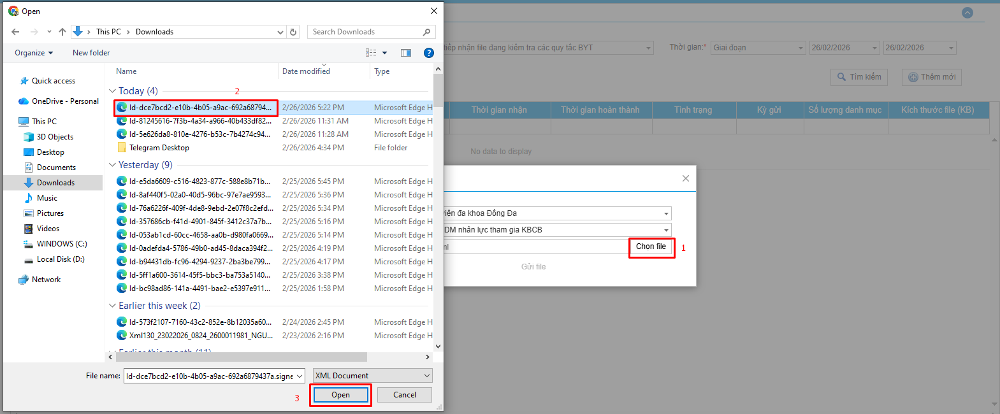 Open
This PC > Downloads
Search Downloads
Organize
New folder
Name
Date modified
Type
Quick access
OneDrive - Personal
This PC
3D Objects
Desktop
Documents
Downloads
Music
Pictures
Videos
WINDOWS (C:)
Local Disk (D:)
Network
Today (4)
2
Id-dce7bcd2-e10b-4b05-a9ac-692a68794... 2/26/2026 5:22 PM Microsoft Edge H
Id-81245616-7f3b-4a34-a966-40b433df82... 2/26/2026 11:31 AM Microsoft Edge H
Id-5e626da8-810e-4276-b53c-7b4274c94... 2/26/2026 11:28 AM Microsoft Edge H
Telegram Desktop 2/26/2026 4:34 PM File folder
Yesterday (9)
Id-e5da6609-c516-4823-877c-588e8b71b... 2/25/2026 5:45 PM Microsoft Edge H
Id-8af440f5-02a0-40d5-96bc-97e7ae9593... 2/25/2026 5:36 PM Microsoft Edge H
Id-76a6226f-409f-4de8-9ebd-2e07f8c2efd... 2/25/2026 5:34 PM Microsoft Edge H
Id-357686cb-f41d-4901-845f-3412c37a7b... 2/25/2026 5:16 PM Microsoft Edge H
Id-053ab1cd-60cc-4658-aa0b-d980fa0669... 2/25/2026 5:14 PM Microsoft Edge H
Id-0adefda4-5786-49b0-ad45-8daca394f2... 2/25/2026 4:19 PM Microsoft Edge H
Id-b94431db-fc96-4294-9237-2ba3be799... 2/25/2026 4:17 PM Microsoft Edge H
Id-5ff1a600-3614-45f5-bbc3-ba753a5140... 2/25/2026 3:38 PM Microsoft Edge H
Id-bc98ad86-141a-4491-bae2-e5397e911... 2/25/2026 1:58 PM Microsoft Edge H
Earlier this week (2)
Id-573f2107-7160-43c2-852e-8b12035a60... 2/24/2026 2:45 PM Microsoft Edge H
Xml130_23022026_0824_2600011981_NGU... 2/23/2026 2:16 PM Microsoft Edge H
Earlier this month (11)
File name: Id-dce7bcd2-e10b-4b05-a9ac-692a6879437a.signe
XML Document
3
Open
Cancel
tiếp nhận file đang kiểm tra các quy tắc BYT
Thời gian:* Giai đoạn 26/02/2026 26/02/2026
Tìm kiếm
Thêm mới
Thời gian nhận Thời gian hoàn thành Tình trạng Kỳ gửi Số lượng danh mục Kích thước file (KB)
No data to display
viện đa khoa Đống Đa
DM nhân lực tham gia KBCB
ml
Chọn file
1
Gửi file